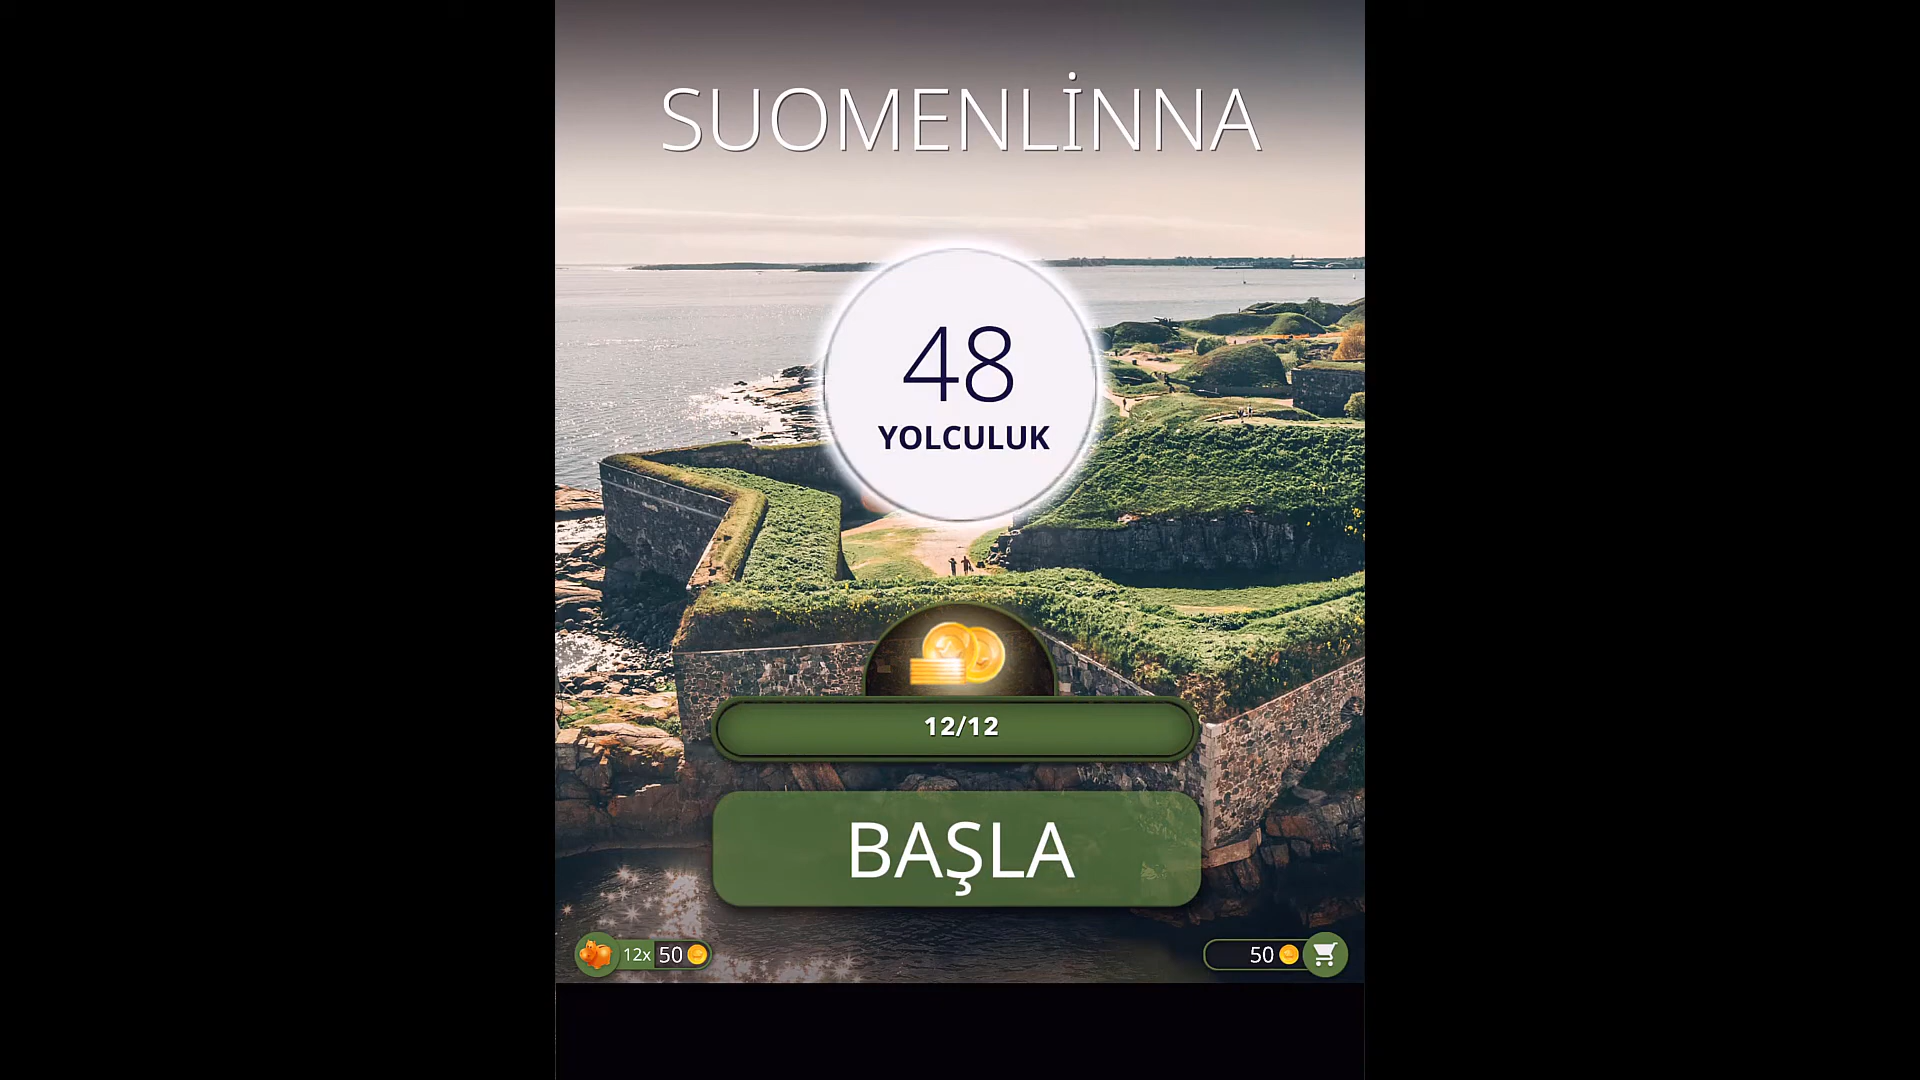 SUOMENLİNNA
48
YOLCULUK
12/12
BAŞLA
12x 50
50